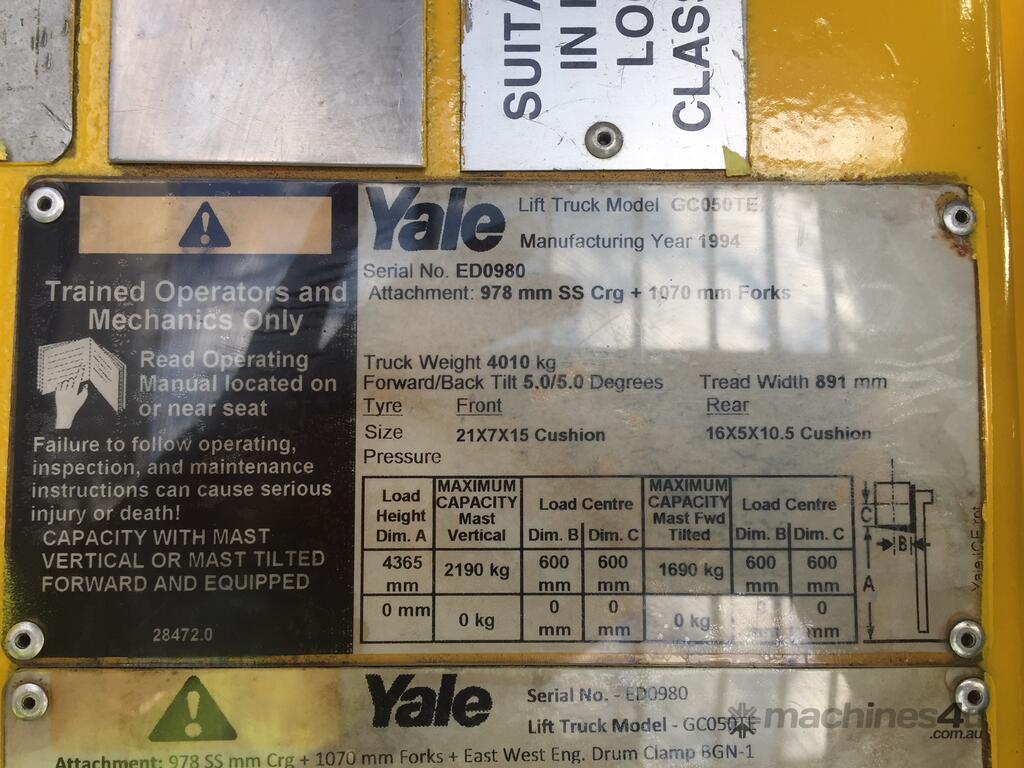 SUITA
IN
LO
CLASS
Yale
Lift Truck Model GC050TE
Manufacturing Year 1994
Serial No. ED0980
Attachment: 978 mm SS Crg + 1070 mm Forks
Trained Operators and
Mechanics Only
Read Operating
Manual located on
or near seat
Failure to follow operating,
inspection, and maintenance
instructions can cause serious
injury or death!
CAPACITY WITH MAST
VERTICAL OR MAST TILTED
FORWARD AND EQUIPPED
28472.0
Truck Weight 4010 kg
Forward/Back Tilt 5.0/5.0 Degrees Tread Width 891 mm
Tyre Front Rear
Size 21X7X15 Cushion 16X5X10.5 Cushion
Pressure
Load Height Dim. A MAXIMUM CAPACITY Mast Vertical Load Centre Dim. B Dim. C MAXIMUM CAPACITY Mast Fwd Tilted Load Centre Dim. B Dim. C
4365 mm 2190 kg 600 mm 600 mm 1690 kg 600 mm 600 mm
0 mm 0 kg 0 mm 0 mm 0 kg 0 mm 0 mm
C
B
A
Yale
Serial No. - ED0980
Lift Truck Model - GC050TE
Attachment: 978 SS mm Crg + 1070 mm Forks + East West Eng. Drum Clamp BGN-1
machines4u
.com.au